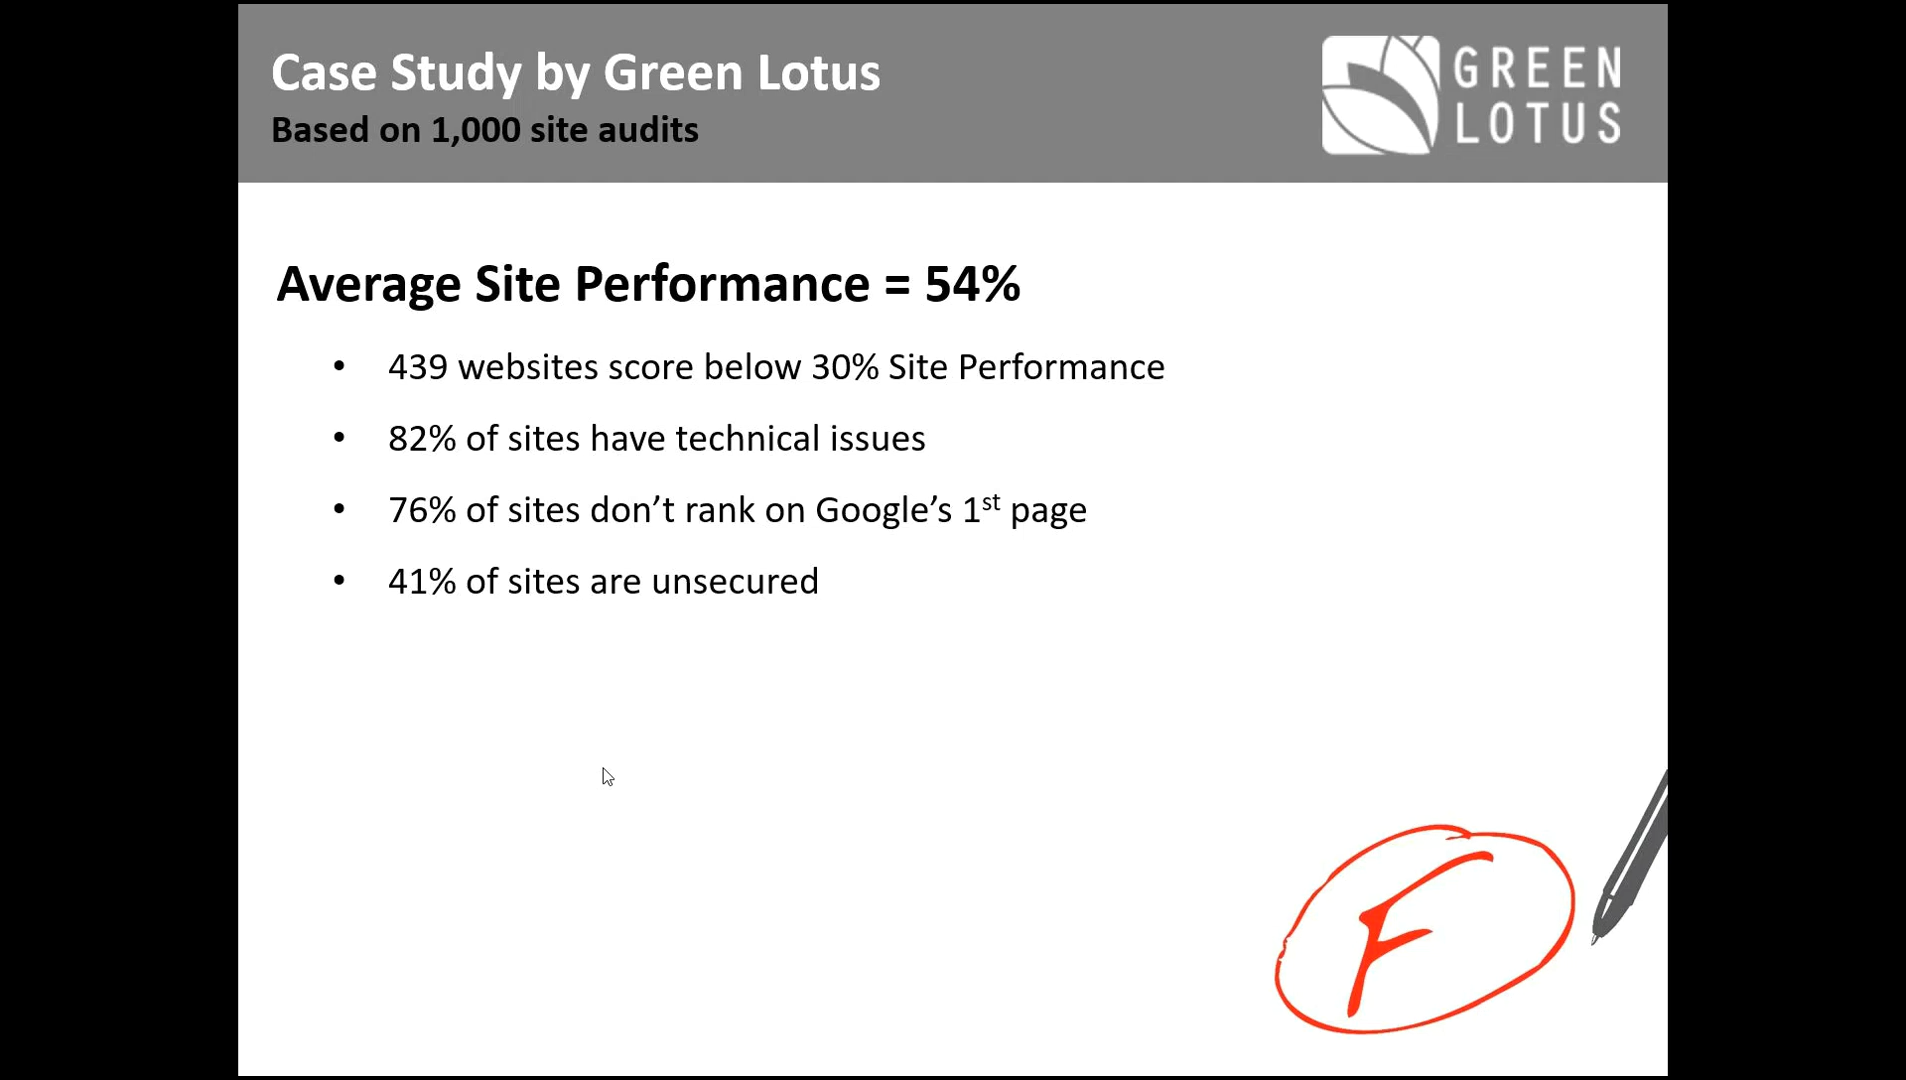 Case Study by Green Lotus
Based on 1,000 site audits
GREEN
LOTUS
Average Site Performance = 54%
• 439 websites score below 30% Site Performance
• 82% of sites have technical issues
• 76% of sites don’t rank on Google’s 1st page
• 41% of sites are unsecured
F